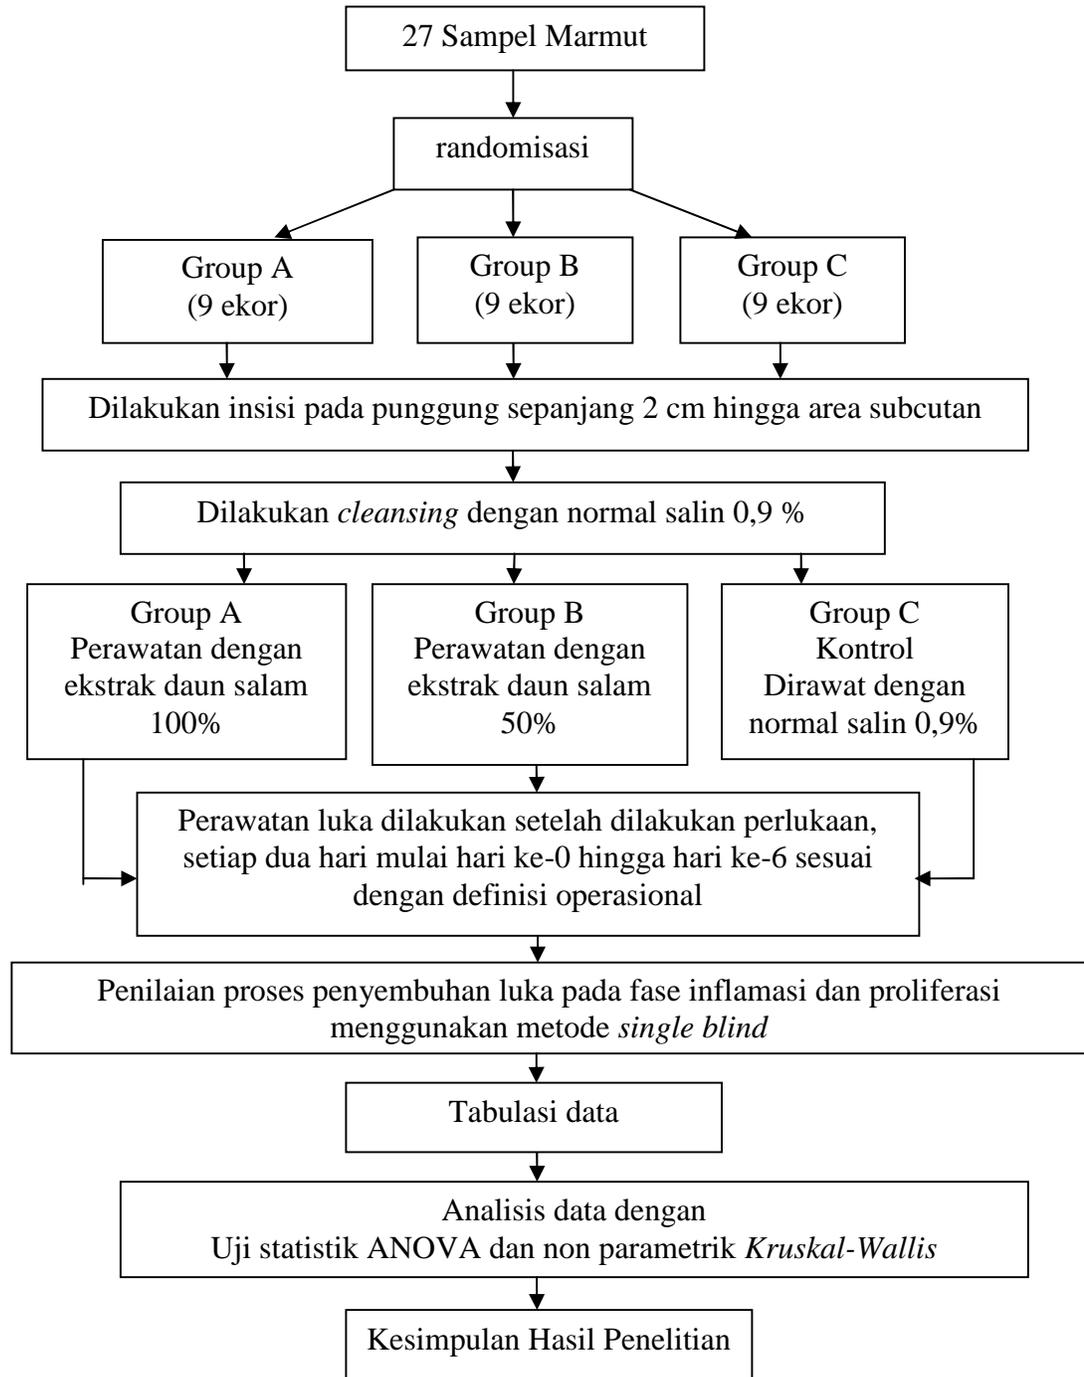 27 Sampel Marmut
randomisasi
Group A
(9 ekor)
Group B
(9 ekor)
Group C
(9 ekor)
Dilakukan insisi pada punggung sepanjang 2 cm hingga area subcutan
Dilakukan cleansing dengan normal salin 0,9 %
Group A
Perawatan dengan
ekstrak daun salam
100%
Group B
Perawatan dengan
ekstrak daun salam
50%
Group C
Kontrol
Dirawat dengan
normal salin 0,9%
Perawatan luka dilakukan setelah dilakukan perlukaan,
setiap dua hari mulai hari ke-0 hingga hari ke-6 sesuai
dengan definisi operasional
Penilaian proses penyembuhan luka pada fase inflamasi dan proliferasi
menggunakan metode single blind
Tabulasi data
Analisis data dengan
Uji statistik ANOVA dan non parametrik Kruskal-Wallis
Kesimpulan Hasil Penelitian